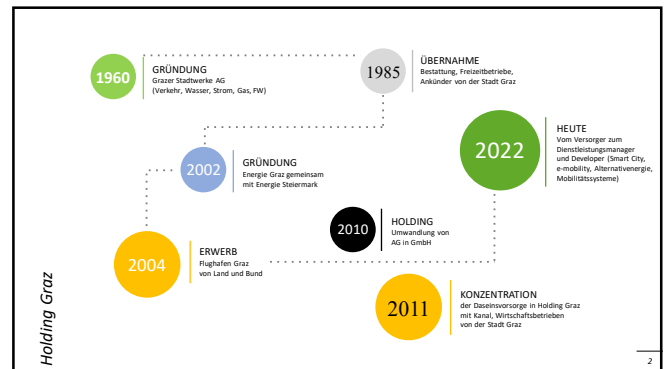 1960
GRÜNDUNG
Grazer Stadtwerke AG
(Verkehr, Wasser, Strom, Gas, FW)
1985
ÜBERNAHME
Bestattung, Freizeitbetriebe,
Ankünder von der Stadt Graz
2002
GRÜNDUNG
Energie Graz gemeinsam
mit Energie Steiermark
2004
ERWERB
Flughafen Graz
von Land und Bund
2010
HOLDING
Umwandlung von
AG in GmbH
2011
KONZENTRATION
der Daseinsvorsorge in Holding Graz
mit Kanal, Wirtschaftsbetrieben
von der Stadt Graz
2022
HEUTE
Vom Versorger zum
Dienstleistungsmanager
und Developer (Smart City,
e-mobility, Alternativenergie,
Mobilitätssysteme)
Holding Graz
2